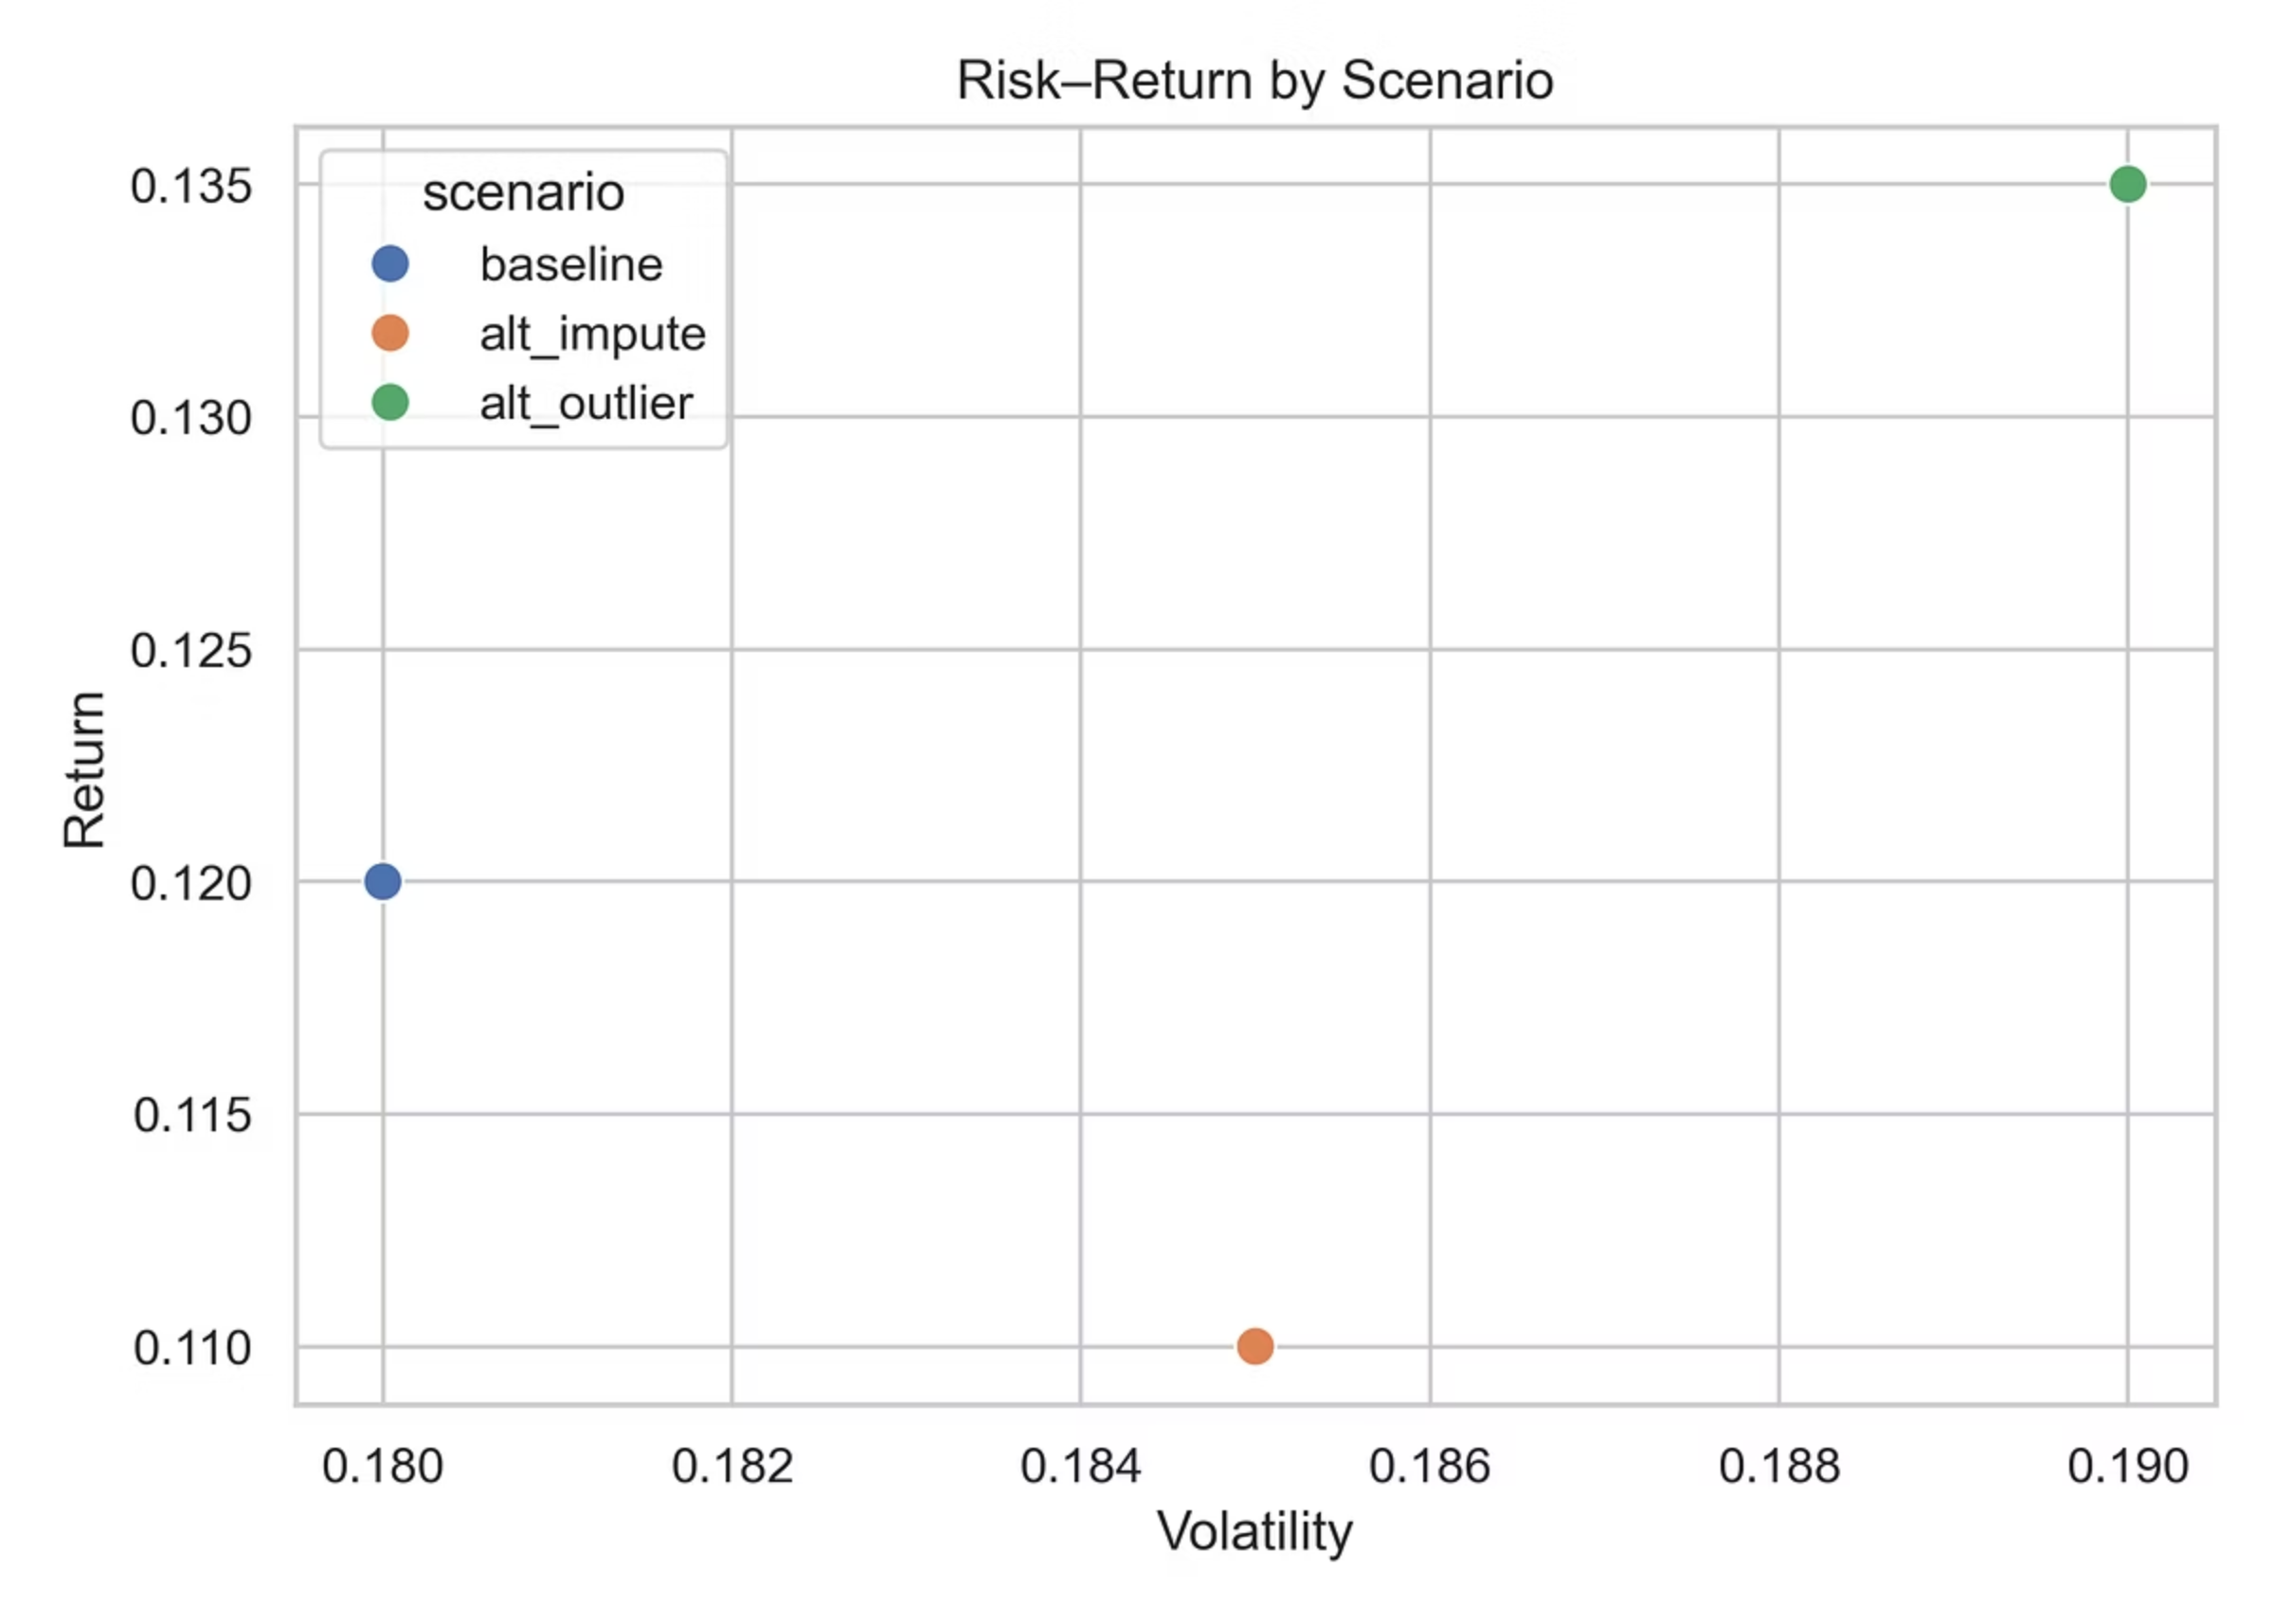 Risk–Return by Scenario
scenario
baseline
alt_impute
alt_outlier
0.135
0.130
0.125
0.120
0.115
0.110
Return
0.180 0.182 0.184 0.186 0.188 0.190
Volatility